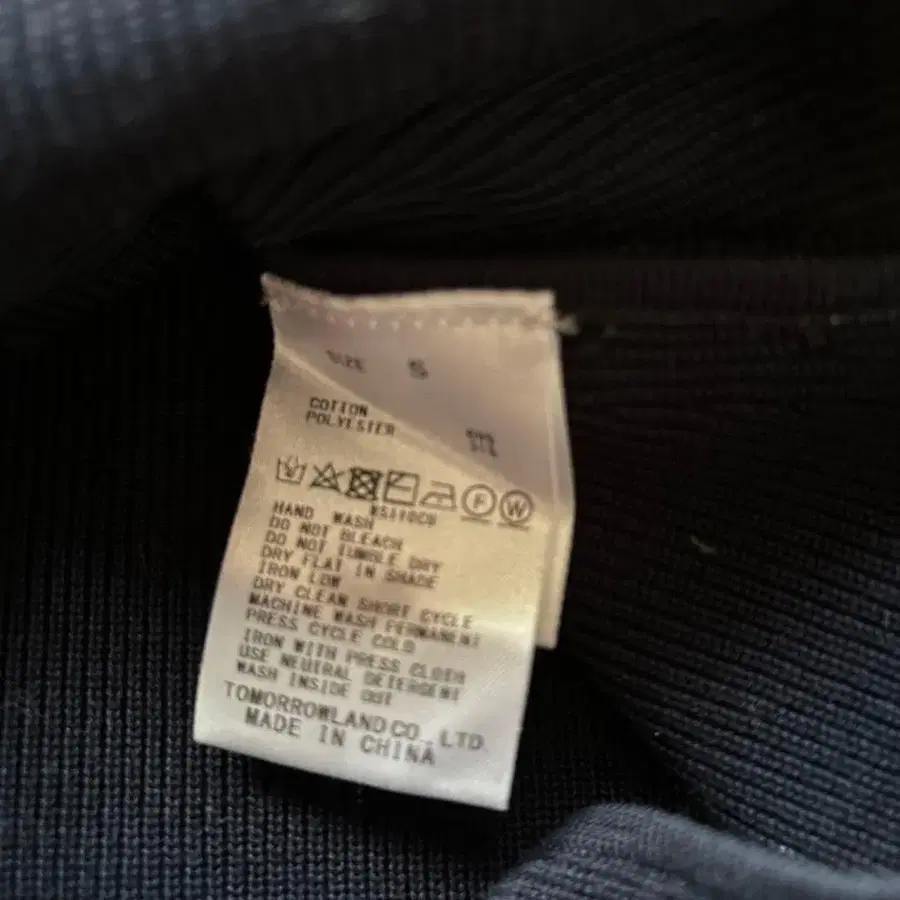 SIZE S
COTTON
POLYESTER
F W
HAND WASH
DO NOT BLEACH
DO NOT TUMBLE DRY
DRY FLAT IN SHADE
IRON LOW
DRY CLEAN SHORT CYCLE
MACHINE WASH PERMANENT
PRESS CYCLE COLD
IRON WITH PRESS CLOTH
USE NEUTRAL DETERGENT
WASH INSIDE OUT
TOMORROWLAND CO., LTD.
MADE IN CHINA